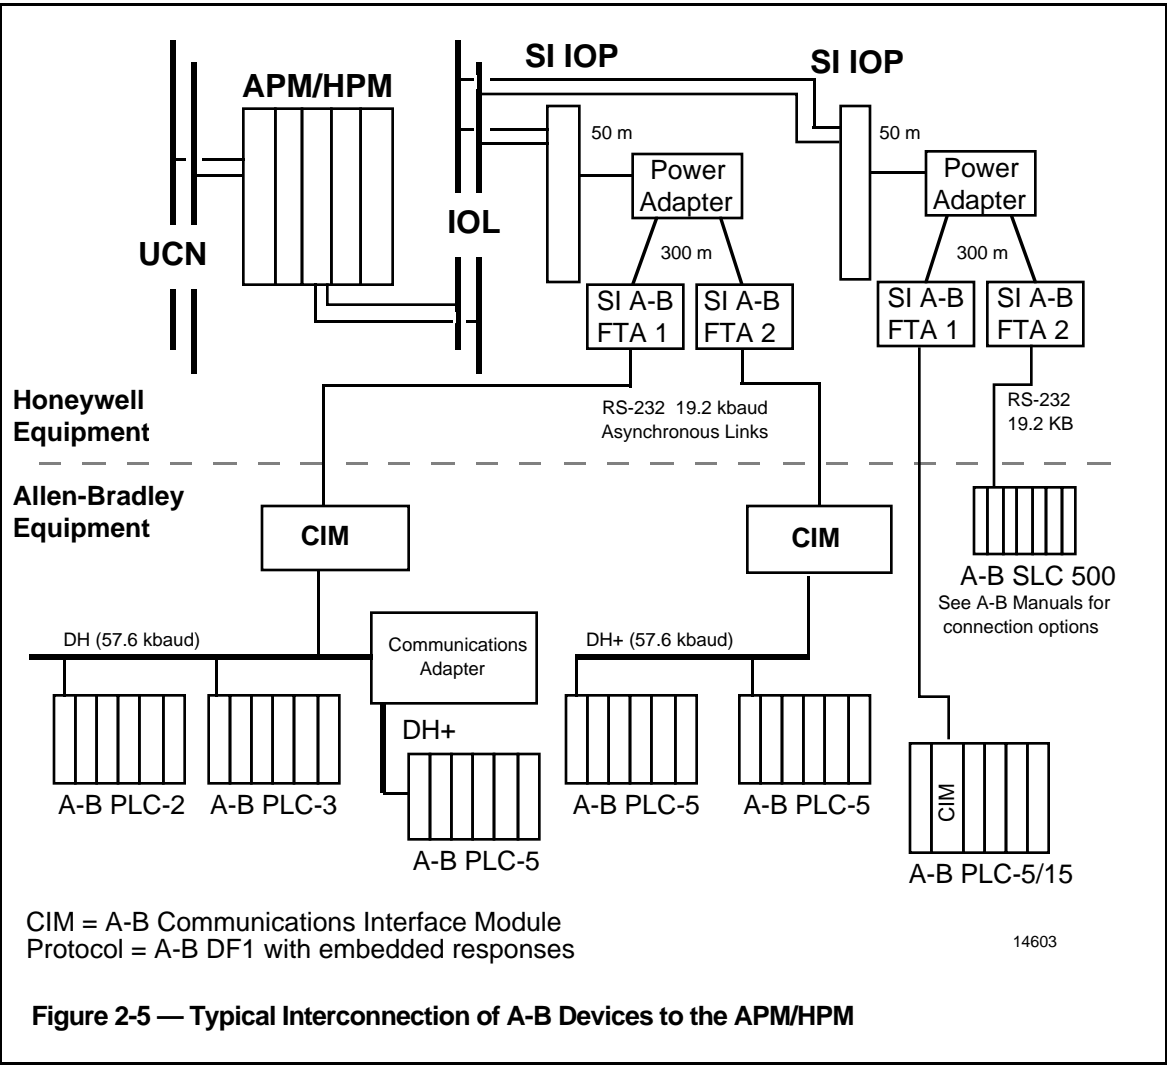 SI IOP
SI IOP
APM/HPM
50 m
50 m
Power
Adapter
Power
Adapter
UCN
IOL
300 m
300 m
SI A-B
FTA 1
SI A-B
FTA 2
SI A-B
FTA 1
SI A-B
FTA 2
Honeywell
Equipment
RS-232 19.2 kbaud
Asynchronous Links
RS-232
19.2 KB
Allen-Bradley
Equipment
CIM
CIM
A-B SLC 500
See A-B Manuals for
connection options
DH (57.6 kbaud)
Communications
Adapter
DH+ (57.6 kbaud)
DH+
A-B PLC-2
A-B PLC-3
A-B PLC-5
A-B PLC-5
A-B PLC-5
CIM
A-B PLC-5/15
CIM = A-B Communications Interface Module
Protocol = A-B DF1 with embedded responses
14603
Figure 2-5 — Typical Interconnection of A-B Devices to the APM/HPM